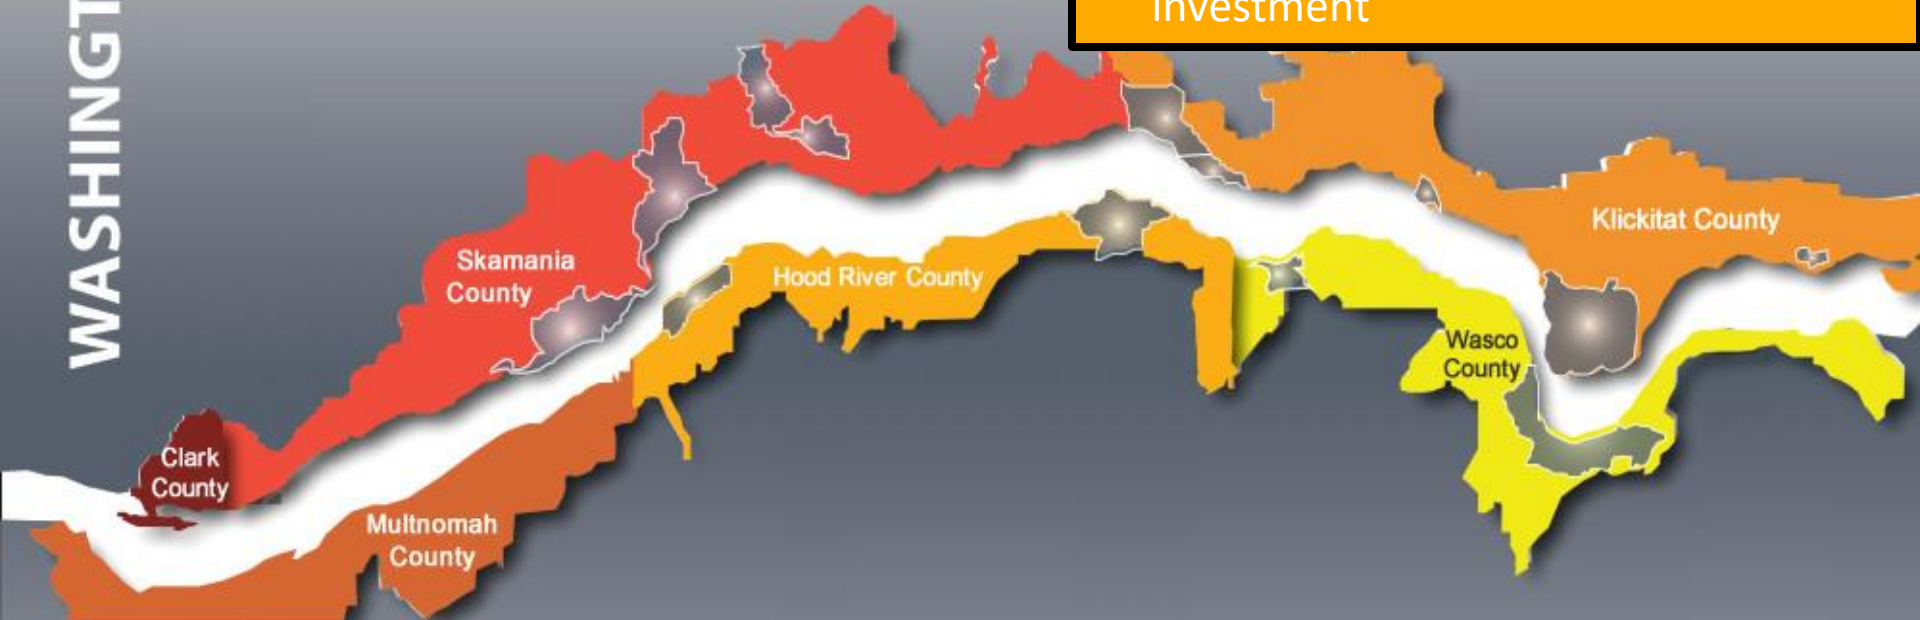 Investment
WASHINGT
Skamania
County
Hood River County
Klickitat County
Wasco
County
Clark
County
Multnomah
County